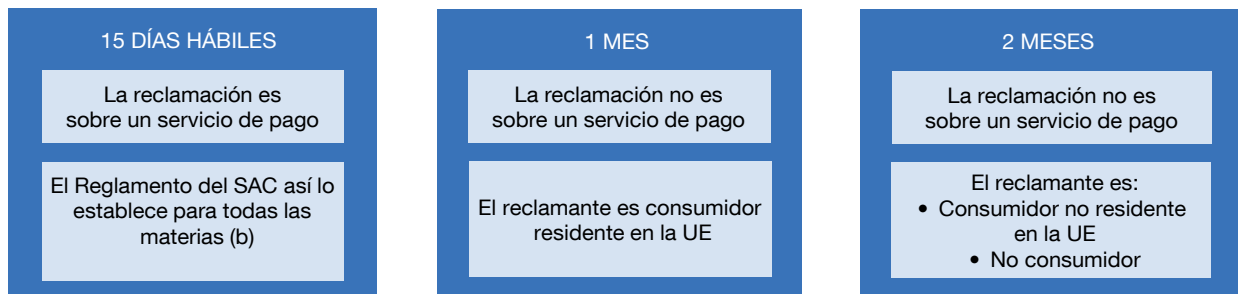 15 DÍAS HÁBILES
La reclamación es
sobre un servicio de pago
El Reglamento del SAC así lo
establece para todas las
materias (b)
1 MES
La reclamación no es
sobre un servicio de pago
El reclamante es consumidor
residente en la UE
2 MESES
La reclamación no es
sobre un servicio de pago
El reclamante es:
• Consumidor no residente
en la UE
• No consumidor